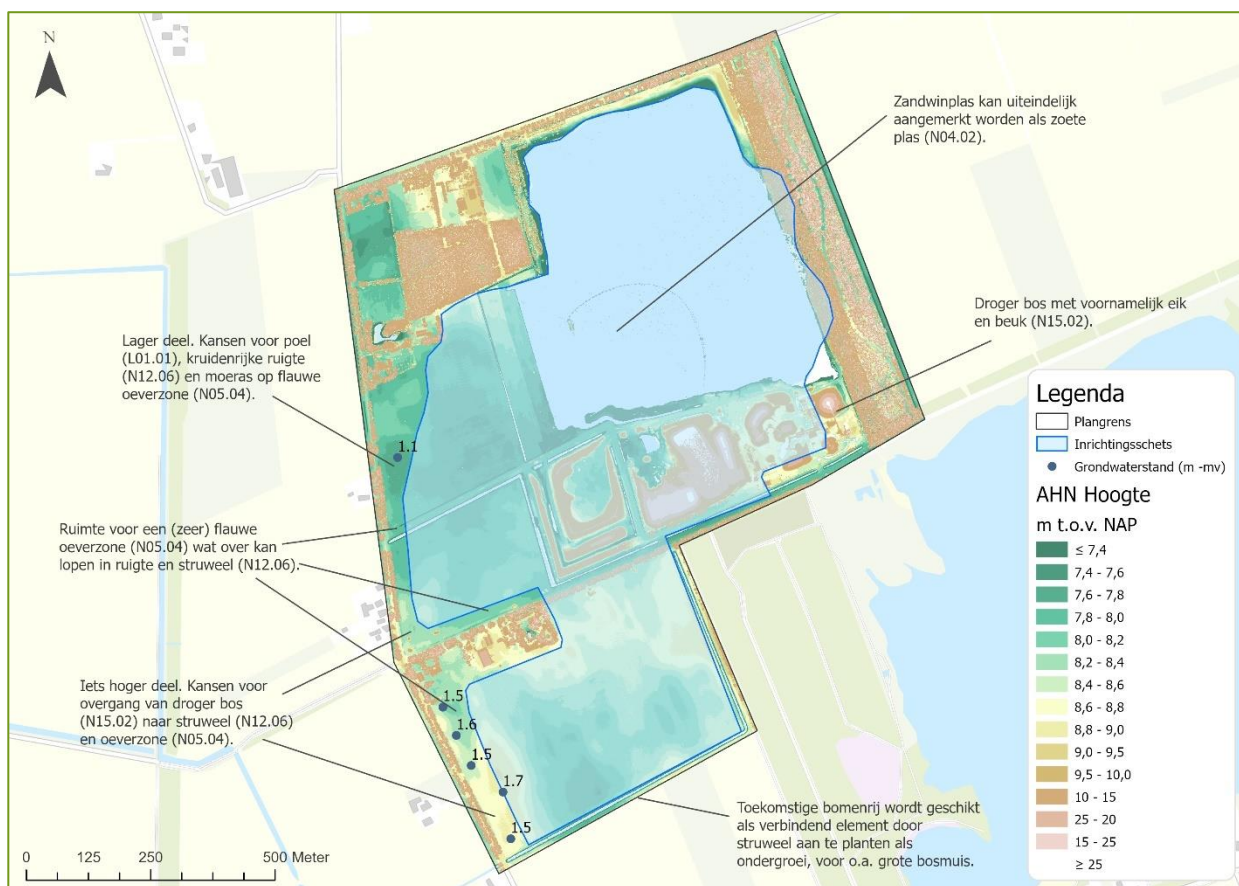 N
Zandwinplas kan uiteindelijk
aangemerkt worden als zoete
plas (N04.02).
Droger bos met voornamelijk eik
en beuk (N15.02).
Lager deel. Kansen voor poel
(L01.01), kruidenrijke ruigte
(N12.06) en moeras op flauwe
oeverzone (N05.04).
1.1
Ruimte voor een (zeer) flauwe
oeverzone (N05.04) wat over kan
lopen in ruigte en struweel (N12.06).
Iets hoger deel. Kansen voor
overgang van droger bos
(N15.02) naar struweel (N12.06)
en oeverzone (N05.04).
1.5
1.6
1.5
1.7
1.5
Toekomstige bomenrij wordt geschikt
als verbindend element door
struweel aan te planten als
ondergroei, voor o.a. grote bosmuis.
0 125 250 500 Meter
Legenda
Plangrens
Inrichtingsschets
Grondwaterstand (m -mv)
AHN Hoogte
m t.o.v. NAP
≤ 7,4
7,4 - 7,6
7,6 - 7,8
7,8 - 8,0
8,0 - 8,2
8,2 - 8,4
8,4 - 8,6
8,6 - 8,8
8,8 - 9,0
9,0 - 9,5
9,5 - 10,0
10 - 15
25 - 20
15 - 25
≥ 25